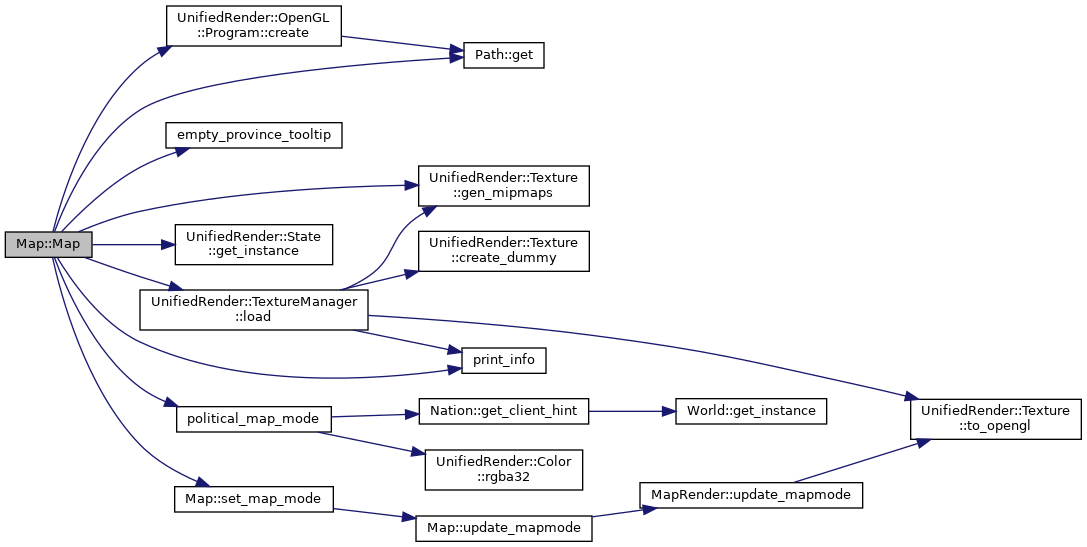 UnifiedRender::OpenGL
::Program::create
Path::get
empty_province_tooltip
UnifiedRender::Texture
::gen_mipmaps
Map::Map
UnifiedRender::State
::get_instance
UnifiedRender::Texture
::create_dummy
UnifiedRender::TextureManager
::load
print_info
political_map_mode
Nation::get_client_hint
World::get_instance
UnifiedRender::Texture
::to_opengl
UnifiedRender::Color
::rgba32
Map::set_map_mode
MapRender::update_mapmode
Map::update_mapmode